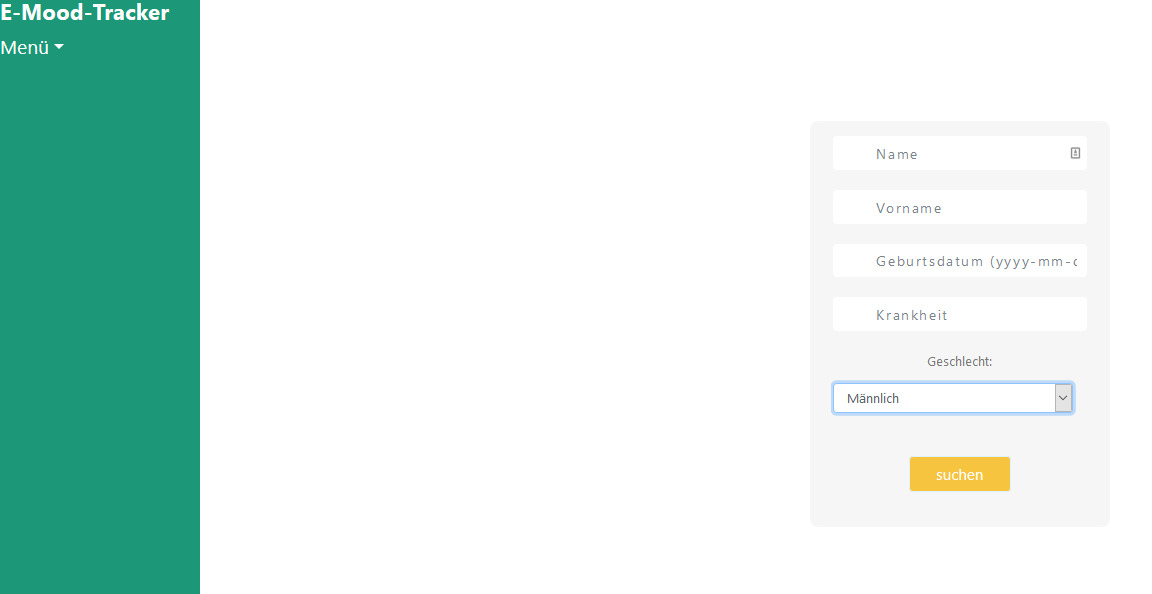 E-Mood-Tracker
Menü
Name
Vorname
Geburtsdatum (yyyy-mm-
Krankheit
Geschlecht:
Männlich
suchen